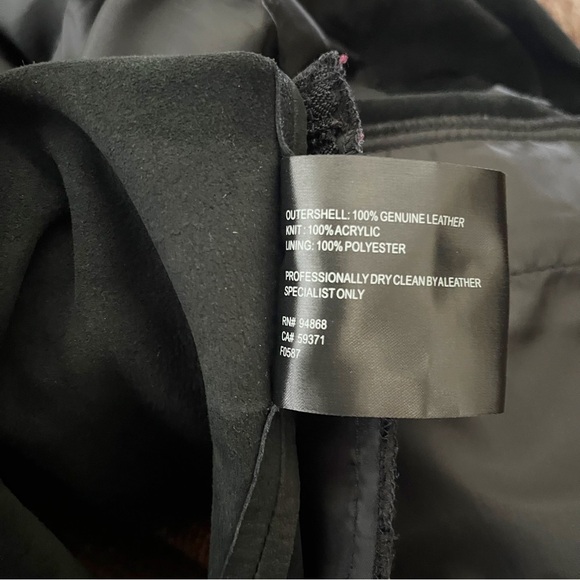 OUTERSHELL: 100% GENUINE LEATHER
KNIT : 100% ACRYLIC
LINING: 100% POLYESTER
PROFESSIONALLY DRY CLEAN BY A LEATHER
SPECIALIST ONLY
RN# 94868
CA# 59371
F0587